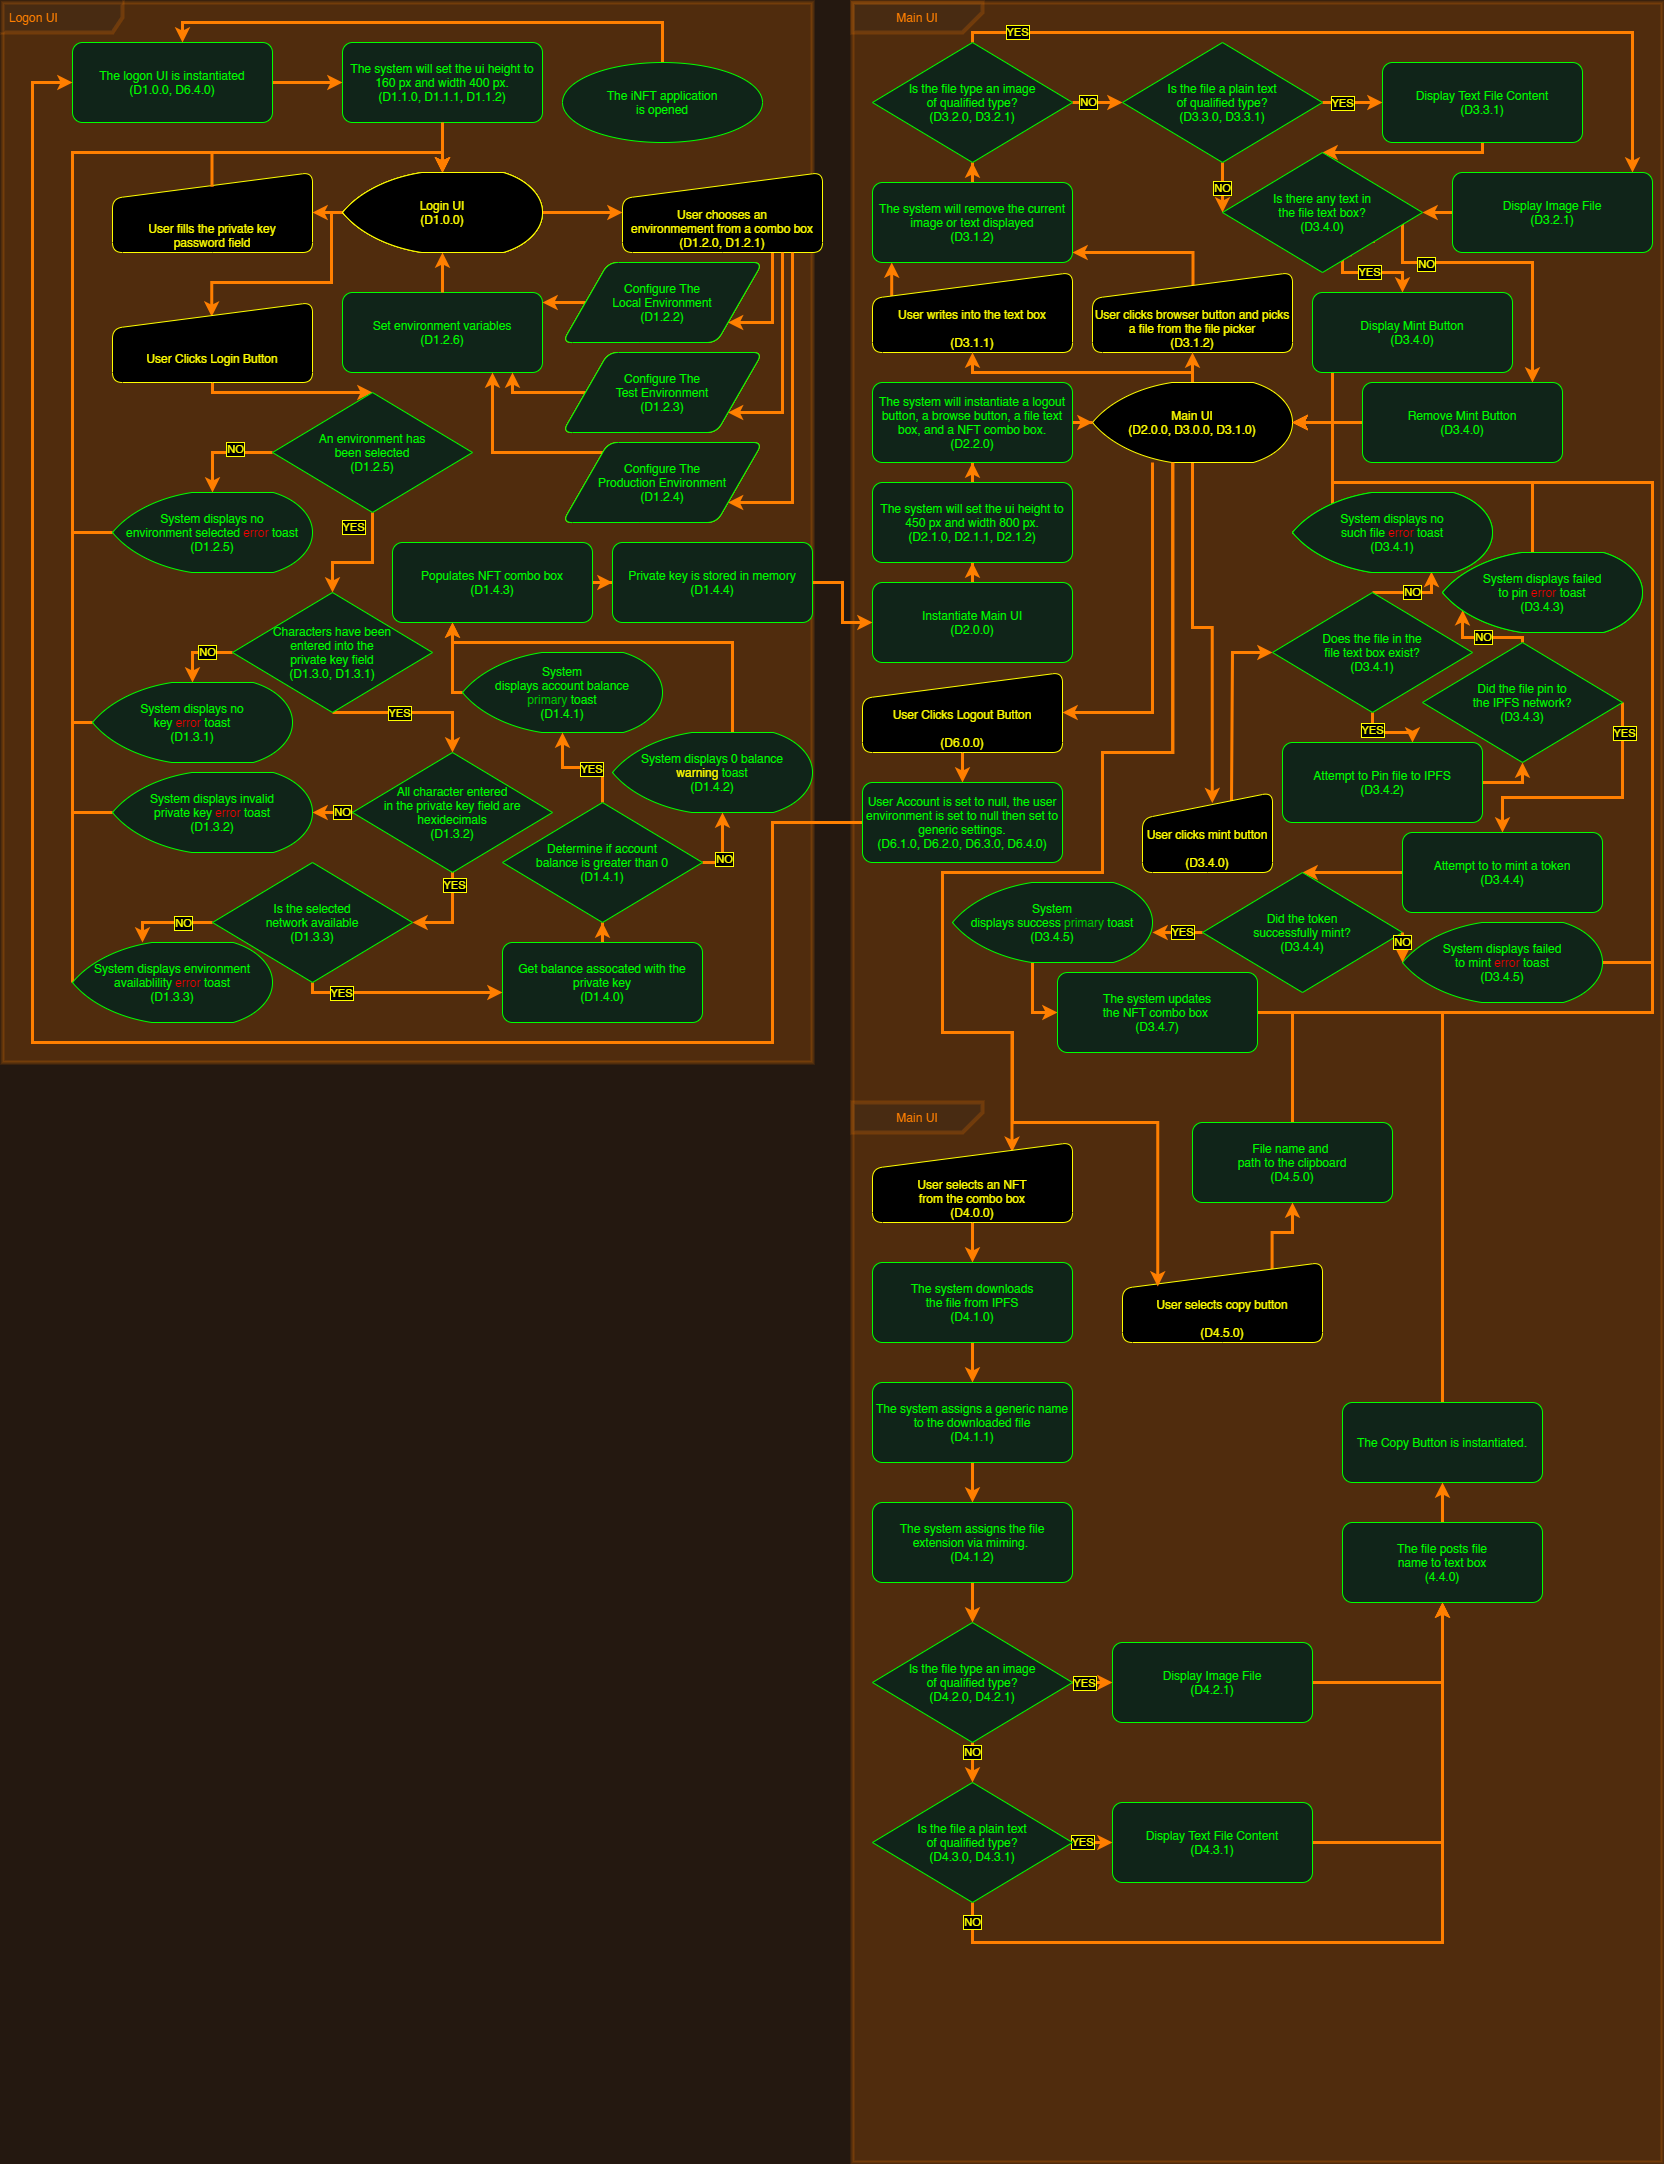 Logon UI
The logon UI is instantiated
(D1.0.0, D6.4.0)
The system will set the ui height to
160 px and width 400 px.
(D1.1.0, D1.1.1, D1.1.2)
The iNFT application
is opened
User fills the private key
password field
Login UI
(D1.0.0)
User chooses an
environmement from a combo box
(D1.2.0, D1.2.1)
Configure The
Local Environment
(D1.2.2)
Set environment variables
(D1.2.6)
User Clicks Login Button
Configure The
Test Environment
(D1.2.3)
An environment has
been selected
(D1.2.5)
NO
Configure The
Production Environment
(D1.2.4)
System displays no
environment selected error toast
(D1.2.5)
YES
Populates NFT combo box
(D1.4.3)
Private key is stored in memory
(D1.4.4)
Characters have been
entered into the
private key field
(D1.3.0, D1.3.1)
NO
System displays no
key error toast
(D1.3.1)
YES
System
displays account balance
primary toast
(D1.4.1)
System displays 0 balance
warning toast
(D1.4.2)
YES
System displays invalid
private key error toast
(D1.3.2)
NO
All character entered
in the private key field are
hexidecimals
(D1.3.2)
Determine if account
balance is greater than 0
(D1.4.1)
NO
YES
Is the selected
network available
(D1.3.3)
NO
System displays environment
availablility error toast
(D1.3.3)
YES
Get balance assocated with the
private key
(D1.4.0)
Main UI
YES
Is the file type an image
of qualified type?
(D3.2.0, D3.2.1)
NO
Is the file a plain text
of qualified type?
(D3.3.0, D3.3.1)
YES
Display Text File Content
(D3.3.1)
NO
The system will remove the current
image or text displayed
(D3.1.2)
Is there any text in
the file text box?
(D3.4.0)
Display Image File
(D3.2.1)
YES
NO
User writes into the text box
(D3.1.1)
User clicks browser button and picks
a file from the file picker
(D3.1.2)
Display Mint Button
(D3.4.0)
The system will instantiate a logout
button, a browse button, a file text
box, and a NFT combo box.
(D2.2.0)
Main UI
(D2.0.0, D3.0.0, D3.1.0)
Remove Mint Button
(D3.4.0)
The system will set the ui height to
450 px and width 800 px.
(D2.1.0, D2.1.1, D2.1.2)
System displays no
such file error toast
(D3.4.1)
System displays failed
to pin error toast
(D3.4.3)
NO
Instantiate Main UI
(D2.0.0)
Does the file in the
file text box exist?
(D3.4.1)
NO
Did the file pin to
the IPFS network?
(D3.4.3)
YES
YES
User Clicks Logout Button
(D6.0.0)
Attempt to Pin file to IPFS
(D3.4.2)
User Account is set to null, the user
environment is set to null then set to
generic settings.
(D6.1.0, D6.2.0, D6.3.0, D6.4.0)
User clicks mint button
(D3.4.0)
Attempt to to mint a token
(D3.4.4)
System
displays success primary toast
(D3.4.5)
YES
Did the token
successfully mint?
(D3.4.4)
NO
System displays failed
to mint error toast
(D3.4.5)
The system updates
the NFT combo box
(D3.4.7)
Main UI
User selects an NFT
from the combo box
(D4.0.0)
File name and
path to the clipboard
(D4.5.0)
The system downloads
the file from IPFS
(D4.1.0)
User selects copy button
(D4.5.0)
The system assigns a generic name
to the downloaded file
(D4.1.1)
The Copy Button is instantiated.
The system assigns the file
extension via miming.
(D4.1.2)
The file posts file
name to text box
(4.4.0)
Is the file type an image
of qualified type?
(D4.2.0, D4.2.1)
YES
Display Image File
(D4.2.1)
NO
Is the file a plain text
of qualified type?
(D4.3.0, D4.3.1)
YES
Display Text File Content
(D4.3.1)
NO